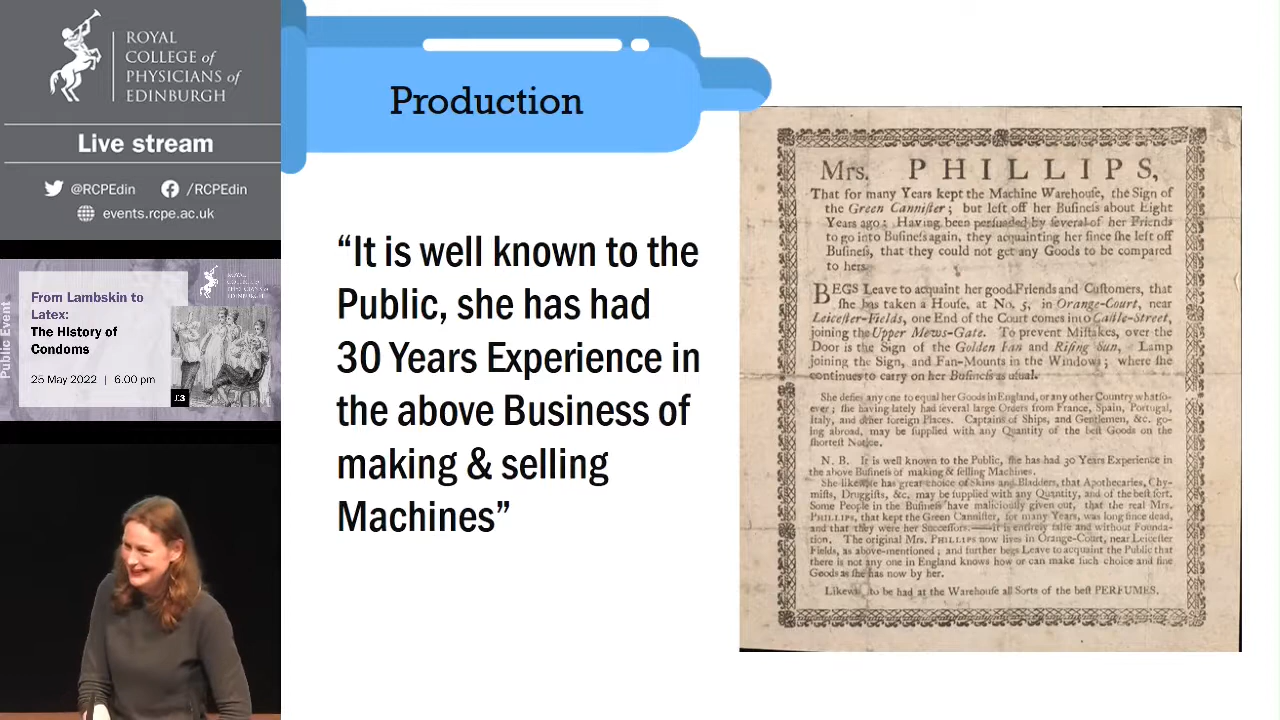 ROYAL
COLLEGE of
PHYSICIANS of
EDINBURGH
Live stream
@RCPEdin /RCPEdin
events.rcpe.ac.uk
Public Event
From Lambskin to
Latex:
The History of
Condoms
25 May 2022 | 6.00 pm
£3
ROYAL
COLLEGE of
PHYSICIANS of
EDINBURGH
Production
“It is well known to the
Public, she has had
30 Years Experience in
the above Business of
making & selling
Machines”
Mrs. PHILLIPS,
That for many Years kept the Machine Warehouſe, the Sign of
the Green Canniſter; but left off her Buſineſs about Eight
Years ago: Having been perſuaded by ſeveral of her Friends
to go into Buſineſs again, they acquainting her ſince ſhe left off
Buſineſs, that they could not get any Goods to be compared
to hers.
BEGS Leave to acquaint her good Friends and Cuſtomers, that
ſhe has taken a Houſe, at No. 5, in Orange-Court, near
Leiceſter-Fields, one End of the Court comes into Caſtle-Street,
joining the Upper Mews-Gate. To prevent Miſtakes, over the
Door is the Sign of the Golden Fan and Riſing Sun, a Lamp
joining the Sign, and Fan-Mounts in the Windows; where ſhe
continues to carry on her Buſineſs as uſual.
She defies any one to equal her Goods in England, or any other Country whatſo-
ever; ſhe having lately had ſeveral large Orders from France, Spain, Portugal,
Italy, and other foreign Places. Captains of Ships, and Gentlemen, &c. go-
ing abroad, may be ſupplied with any Quantity of the beſt Goods on the
ſhorteſt Notice.
N. B. It is well known to the Public, ſhe has had 30 Years Experience in
the above Buſineſs of making & ſelling Machines.
She likewiſe has great choice of Skins and Bladders, that Apothecaries, Chy-
miſts, Druggiſts, &c. may be ſupplied with any Quantity, and of the beſt ſort.
Some People in the Buſineſs have maliciouſly given out, that the real Mrs.
PHILLIPS, that kept the Green Canniſter, for many Years, was long ſince dead,
and that they were her Succeſſors.——it is entirely falſe and without Founda-
tion. The original Mrs. PHILLIPS now lives in Orange-Court, near Leiceſter
Fields, as above-mentioned; and further begs Leave to acquaint the Public that
there is not any one in England knows how or can make ſuch choice and fine
Goods as ſhe has now by her.
Likewiſe to be had at the Warehouſe all Sorts of the beſt PERFUMES.